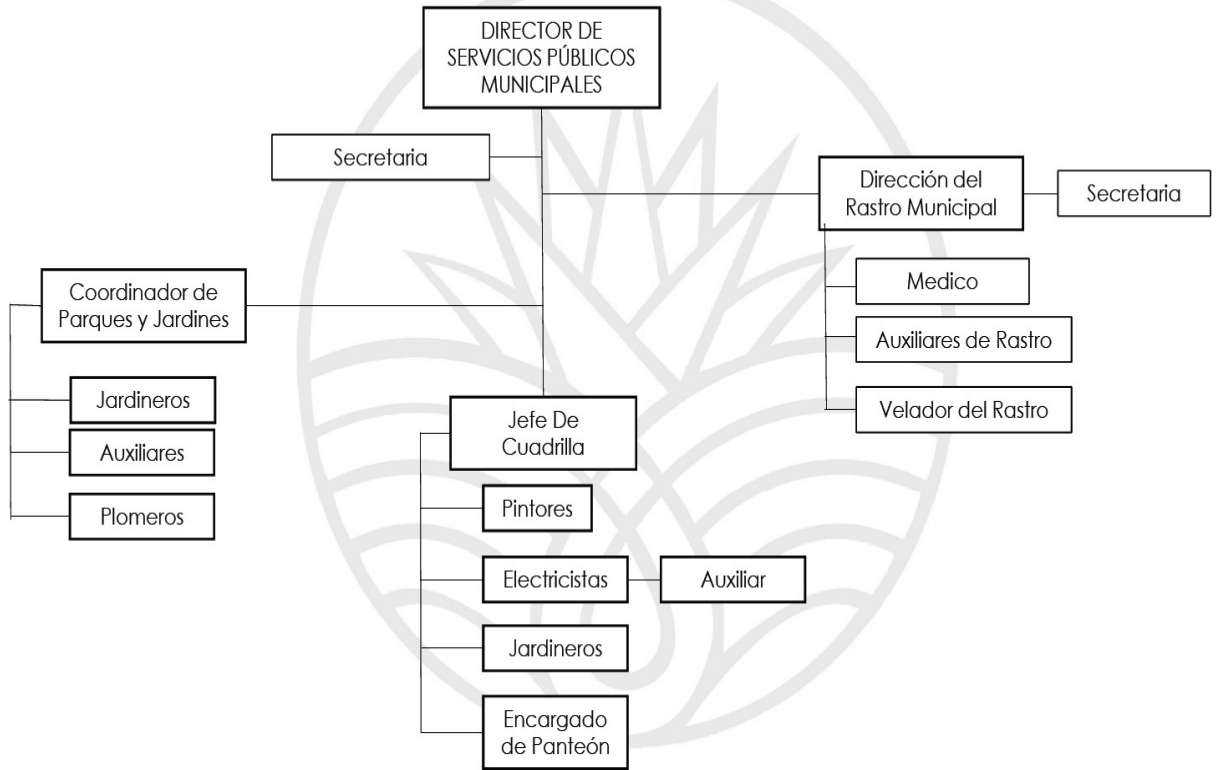 DIRECTOR DE
SERVICIOS PÚBLICOS
MUNICIPALES
Secretaria
Dirección del
Rastro Municipal
Secretaria
Medico
Auxiliares de Rastro
Velador del Rastro
Coordinador de
Parques y Jardines
Jardineros
Auxiliares
Plomeros
Jefe De
Cuadrilla
Pintores
Electricistas
Auxiliar
Jardineros
Encargado
de Panteón